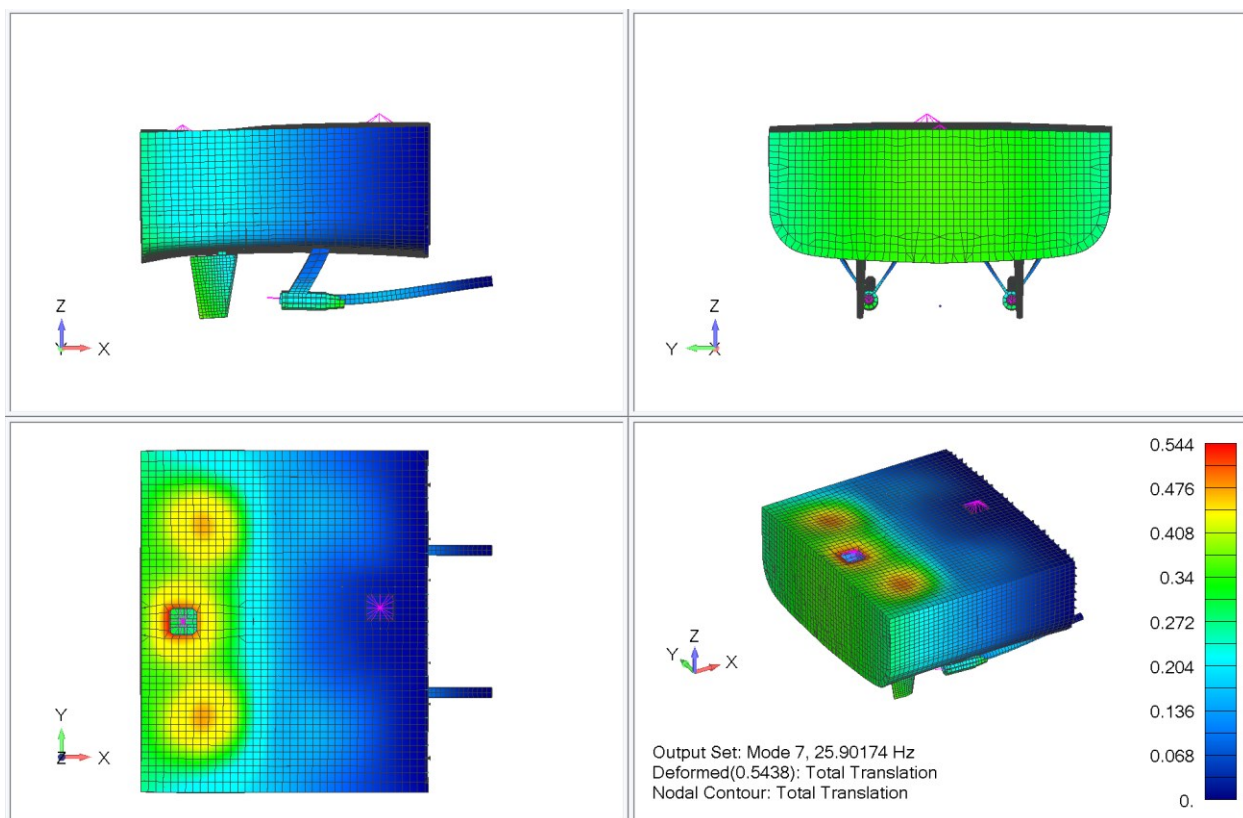 Z
Y X
Z
Y X
Y
Z X
Z
Y X
Output Set: Mode 7, 25.90174 Hz
Deformed(0.5438): Total Translation
Nodal Contour: Total Translation
0.544
0.476
0.408
0.34
0.272
0.204
0.136
0.068
0.